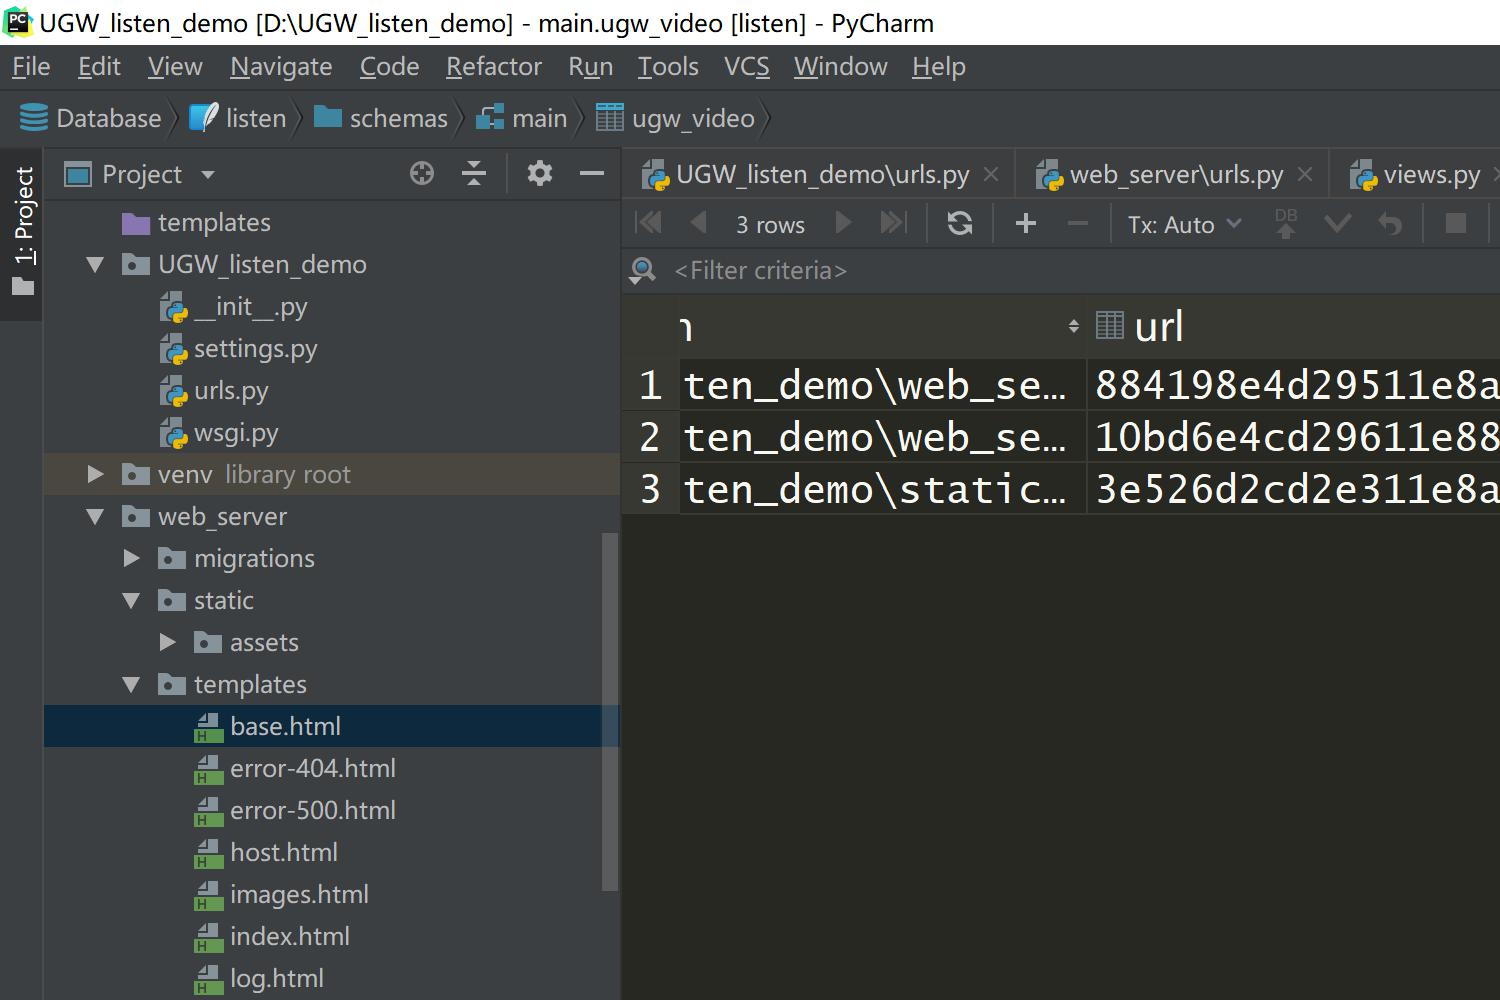 UGW_listen_demo [D:\UGW_listen_demo] - main.ugw_video [listen] - PyCharm
File Edit View Navigate Code Refactor Run Tools VCS Window Help
Database listen schemas main ugw_video
1: Project
Project
templates
UGW_listen_demo
__init__.py
settings.py
urls.py
wsgi.py
venv library root
web_server
migrations
static
assets
templates
base.html
error-404.html
error-500.html
host.html
images.html
index.html
log.html
UGW_listen_demo\urls.py web_server\urls.py views.py
3 rows Tx: Auto DB
<Filter criteria>
url
1 ten_demo\web_se... 884198e4d29511e8a
2 ten_demo\web_se... 10bd6e4cd29611e88
3 ten_demo\static... 3e526d2cd2e311e8a